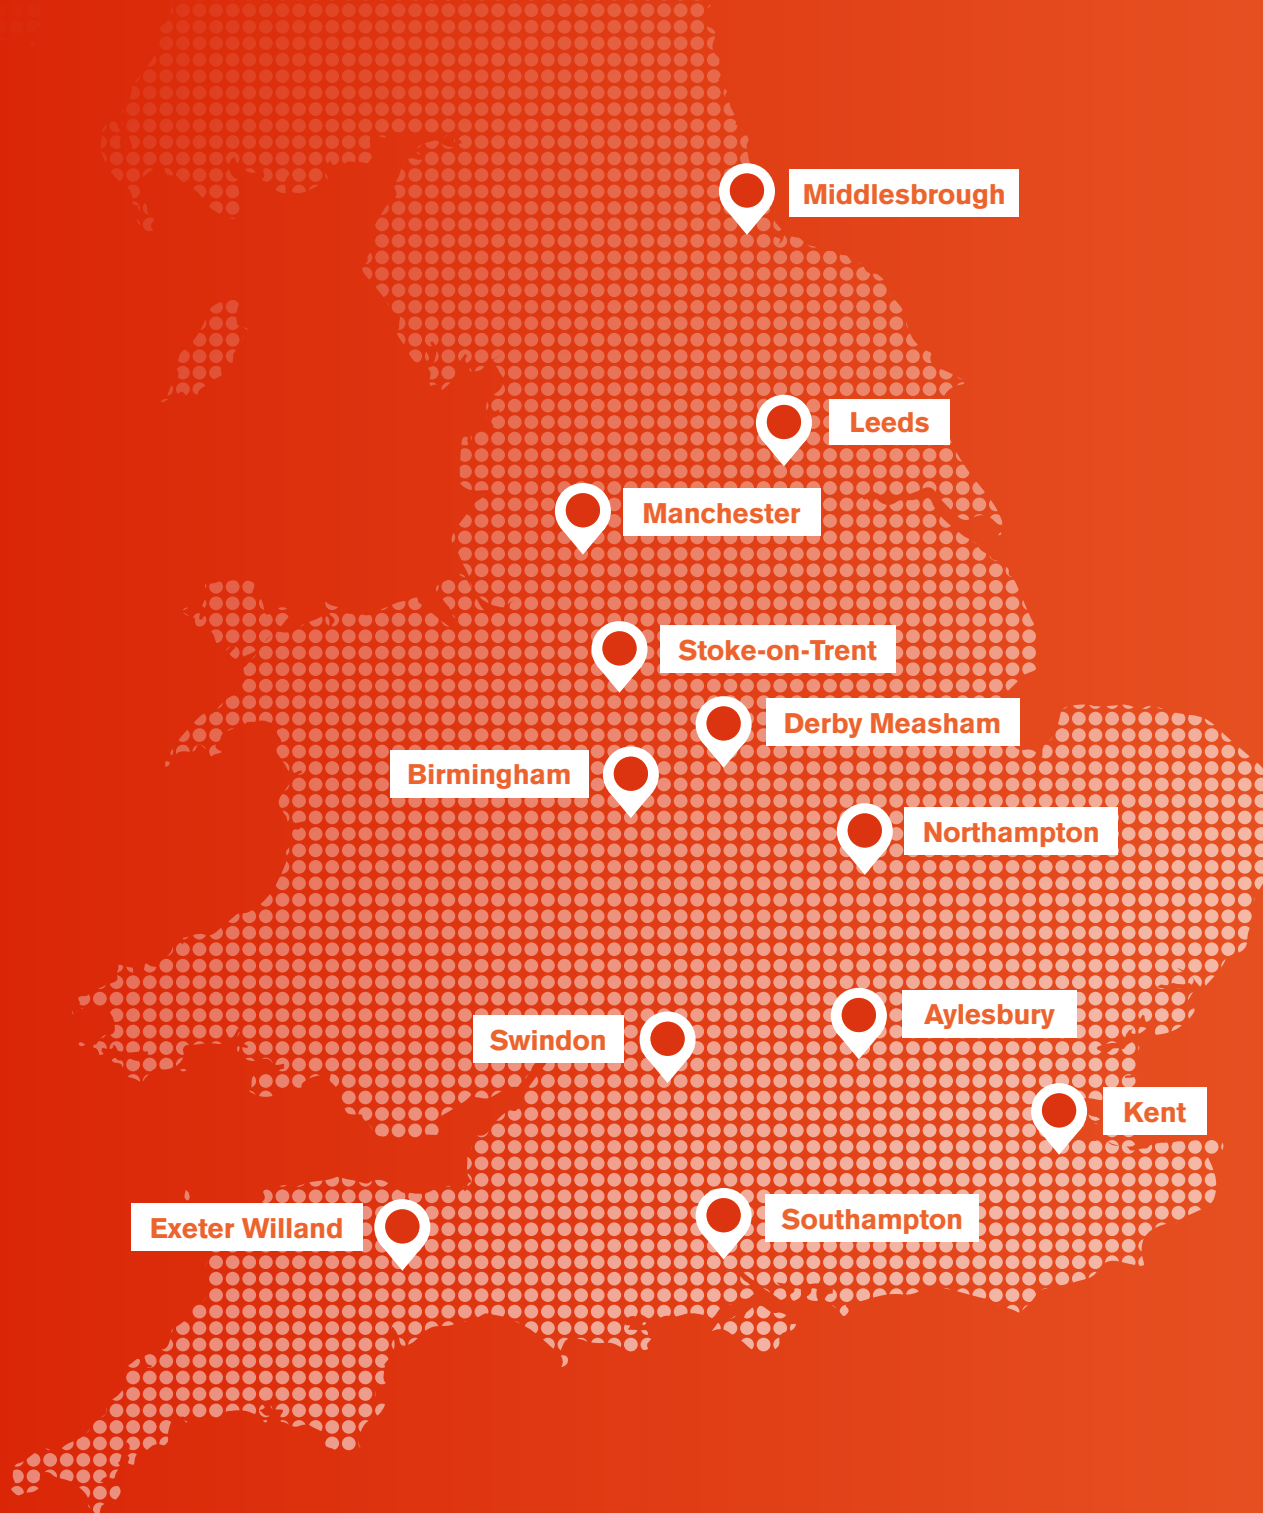 Middlesbrough
Leeds
Manchester
Stoke-on-Trent
Derby Measham
Birmingham
Northampton
Aylesbury
Swindon
Kent
Southampton
Exeter Willand